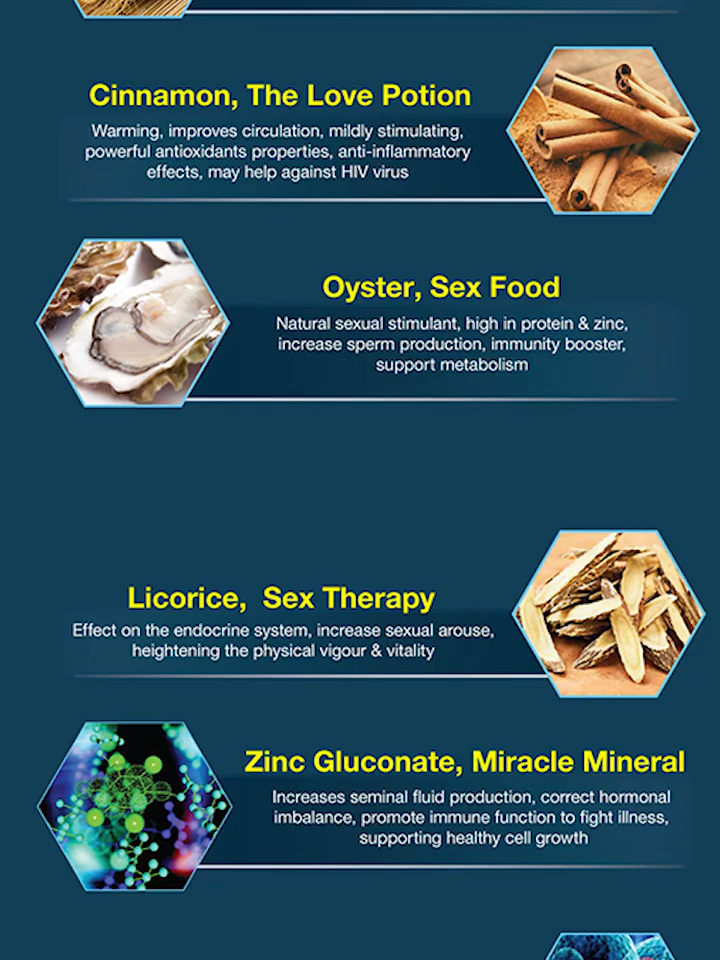 Cinnamon, The Love Potion
Warming, improves circulation, mildly stimulating,
powerful antioxidants properties, anti-inflammatory
effects, may help against HIV virus
Oyster, Sex Food
Natural sexual stimulant, high in protein & zinc,
increase sperm production, immunity booster,
support metabolism
Licorice,  Sex Therapy
Effect on the endocrine system, increase sexual arouse,
heightening the physical vigour & vitality
Zinc Gluconate, Miracle Mineral
Increases seminal fluid production, correct hormonal
imbalance, promote immune function to fight illness,
supporting healthy cell growth